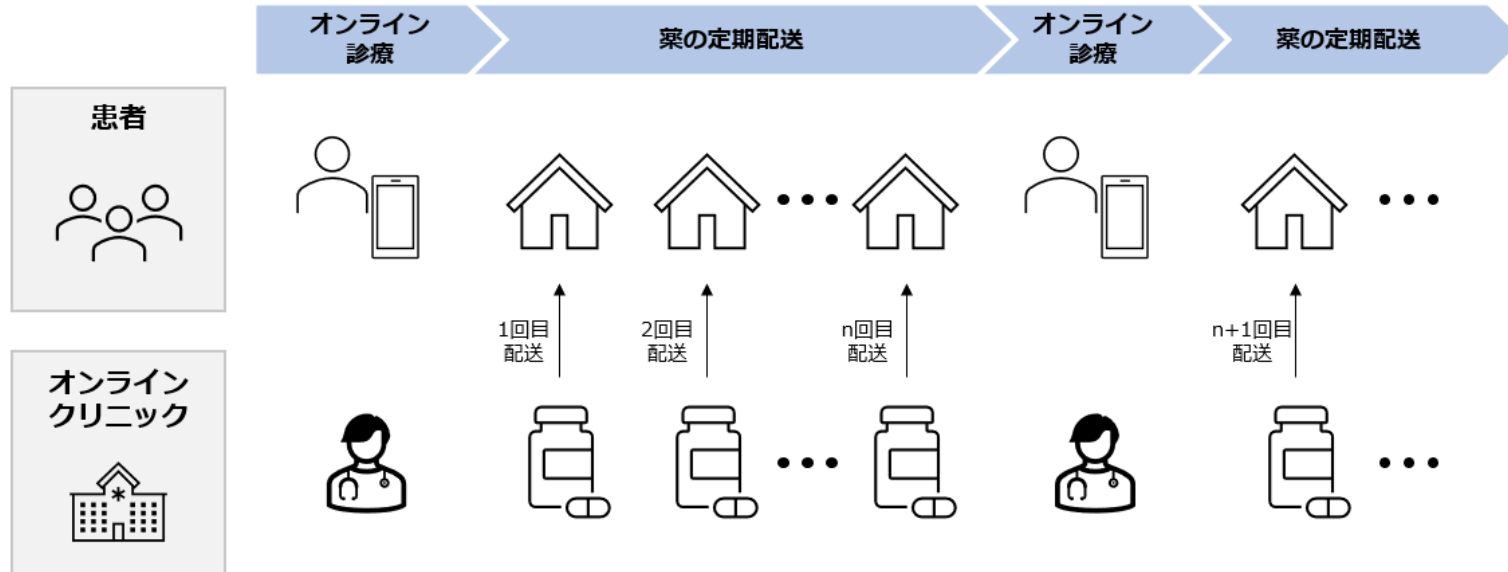 オンライン
診療
薬の定期配送
オンライン
診療
薬の定期配送
患者
1回目
配送
2回目
配送
n回目
配送
n+1回目
配送
オンライン
クリニック